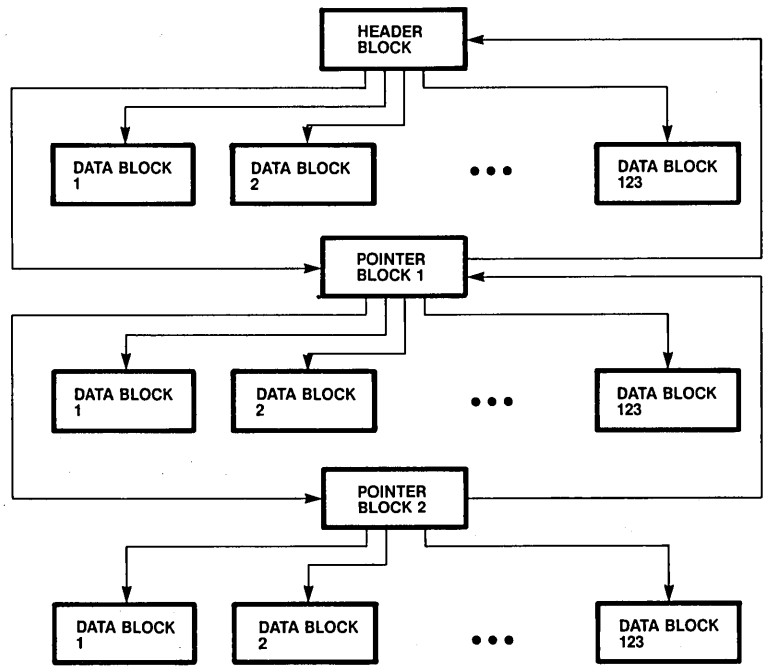 HEADER
BLOCK
DATA BLOCK
1
DATA BLOCK
2
•••
DATA BLOCK
123
POINTER
BLOCK 1
DATA BLOCK
1
DATA BLOCK
2
•••
DATA BLOCK
123
POINTER
BLOCK 2
DATA BLOCK
1
DATA BLOCK
2
•••
DATA BLOCK
123